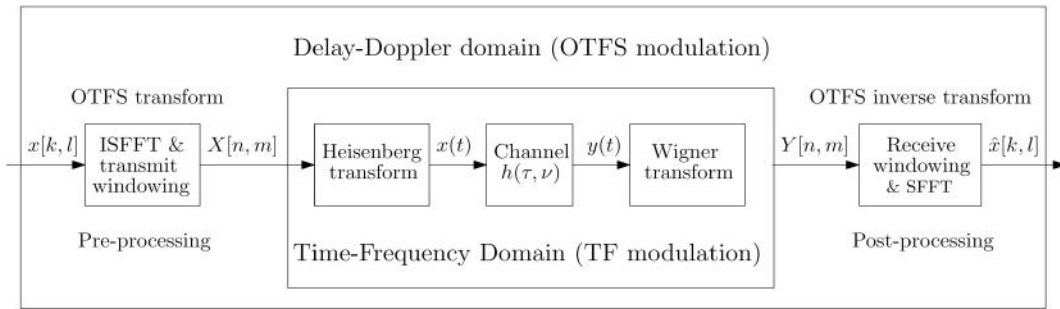 Delay-Doppler domain (OTFS modulation)
OTFS transform
OTFS inverse transform
x[k, l]
ISFFT &
transmit
windowing
X[n, m]
Heisenberg
transform
x(t)
Channel
h(τ, ν)
y(t)
Wigner
transform
Y[n, m]
Receive
windowing
& SFFT
x̂[k, l]
Pre-processing
Time-Frequency Domain (TF modulation)
Post-processing